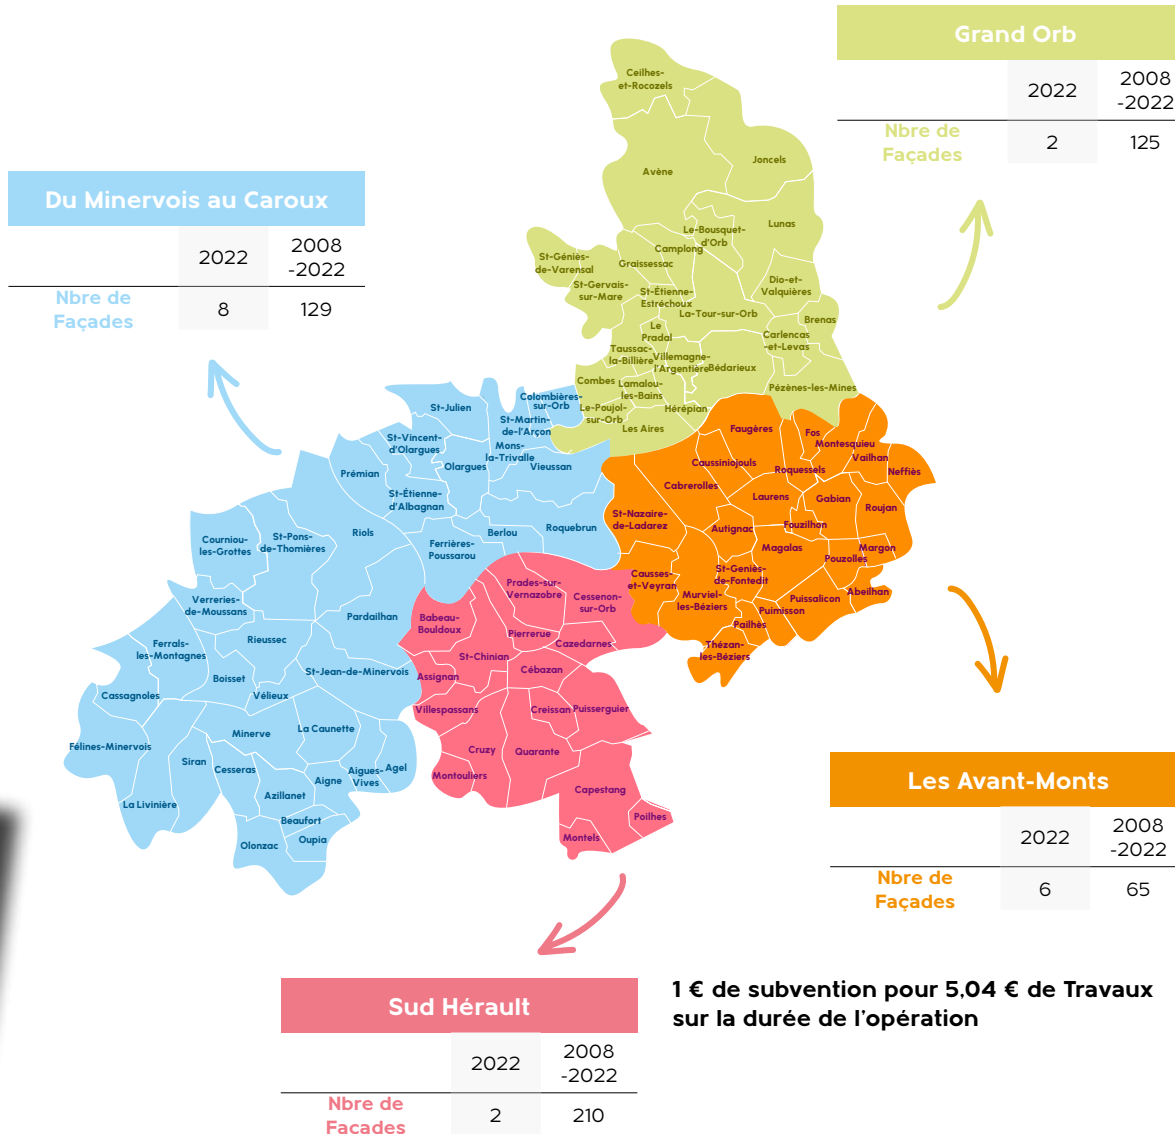 Grand Orb
2022
2008
-2022
Nbre de
Façades
2
125
Du Minervois au Caroux
2022
2008
-2022
Nbre de
Façades
8
129
Ceilhes-
et-Rocozels
Avène
Joncels
Lunas
Le-Bousquet-
d'Orb
Camplong
Graissessac
St-Géniès-
de-Varensal
St-Gervais-
sur-Mare
St-Étienne-
Estréchoux
Dio-et-
Valquières
La-Tour-sur-Orb
Brenas
Le
Pradal
Carlencas
-et-Levas
Taussac-
la-Billière
Villemagne-
l'Argentière
Bédarieux
Combes
Lamalou-
les-Bains
Pézènes-les-Mines
Le-Poujol-
sur-Orb
Hérépian
Les Aires
Colombières-
sur-Orb
St-Julien
St-Martin-
de-l'Arçon
St-Vincent-
d'Olargues
Mons-
la-Trivalle
Olargues
Vieussan
Prémian
St-Étienne-
d'Albagnan
Roquebrun
Berlou
Riols
Ferrières-
Poussarou
Courniou-
les-Grottes
St-Pons-
de-Thomières
Verreries-
de-Moussans
Pardailhan
Rieussec
Ferrals-
les-Montagnes
Boisset
St-Jean-de-Minervois
Cassagnoles
Vélieux
La Caunette
Minerve
Félines-Minervois
Siran
Cesseras
Aigues-
Vives
Agel
Aigne
Azillanet
La Livinière
Beaufort
Oupia
Olonzac
Faugères
Fos
Montesquieu
Vailhan
Neffiès
Caussiniojouls
Roquessels
Cabrerolles
Laurens
Gabian
Roujan
St-Nazaire-
de-Ladarez
Autignac
Fouzilhon
Magalas
Margon
Pouzolles
Causses-
et-Veyran
St-Geniès-
de-Fontedit
Abeilhan
Murviel-
les-Béziers
Puissalicon
Puimisson
Pailhès
Thézan-
les-Béziers
Prades-sur-
Vernazobre
Cessenon-
sur-Orb
Babeau-
Bouldoux
Pierrerue
Cazedarnes
St-Chinian
Cébazan
Assignan
Villespassans
Creissan
Puisserguier
Cruzy
Quarante
Montouliers
Capestang
Poilhes
Montels
Les Avant-Monts
2022
2008
-2022
Nbre de
Façades
6
65
Sud Hérault
2022
2008
-2022
Nbre de
Façades
2
210
1 € de subvention pour 5,04 € de Travaux
sur la durée de l'opération